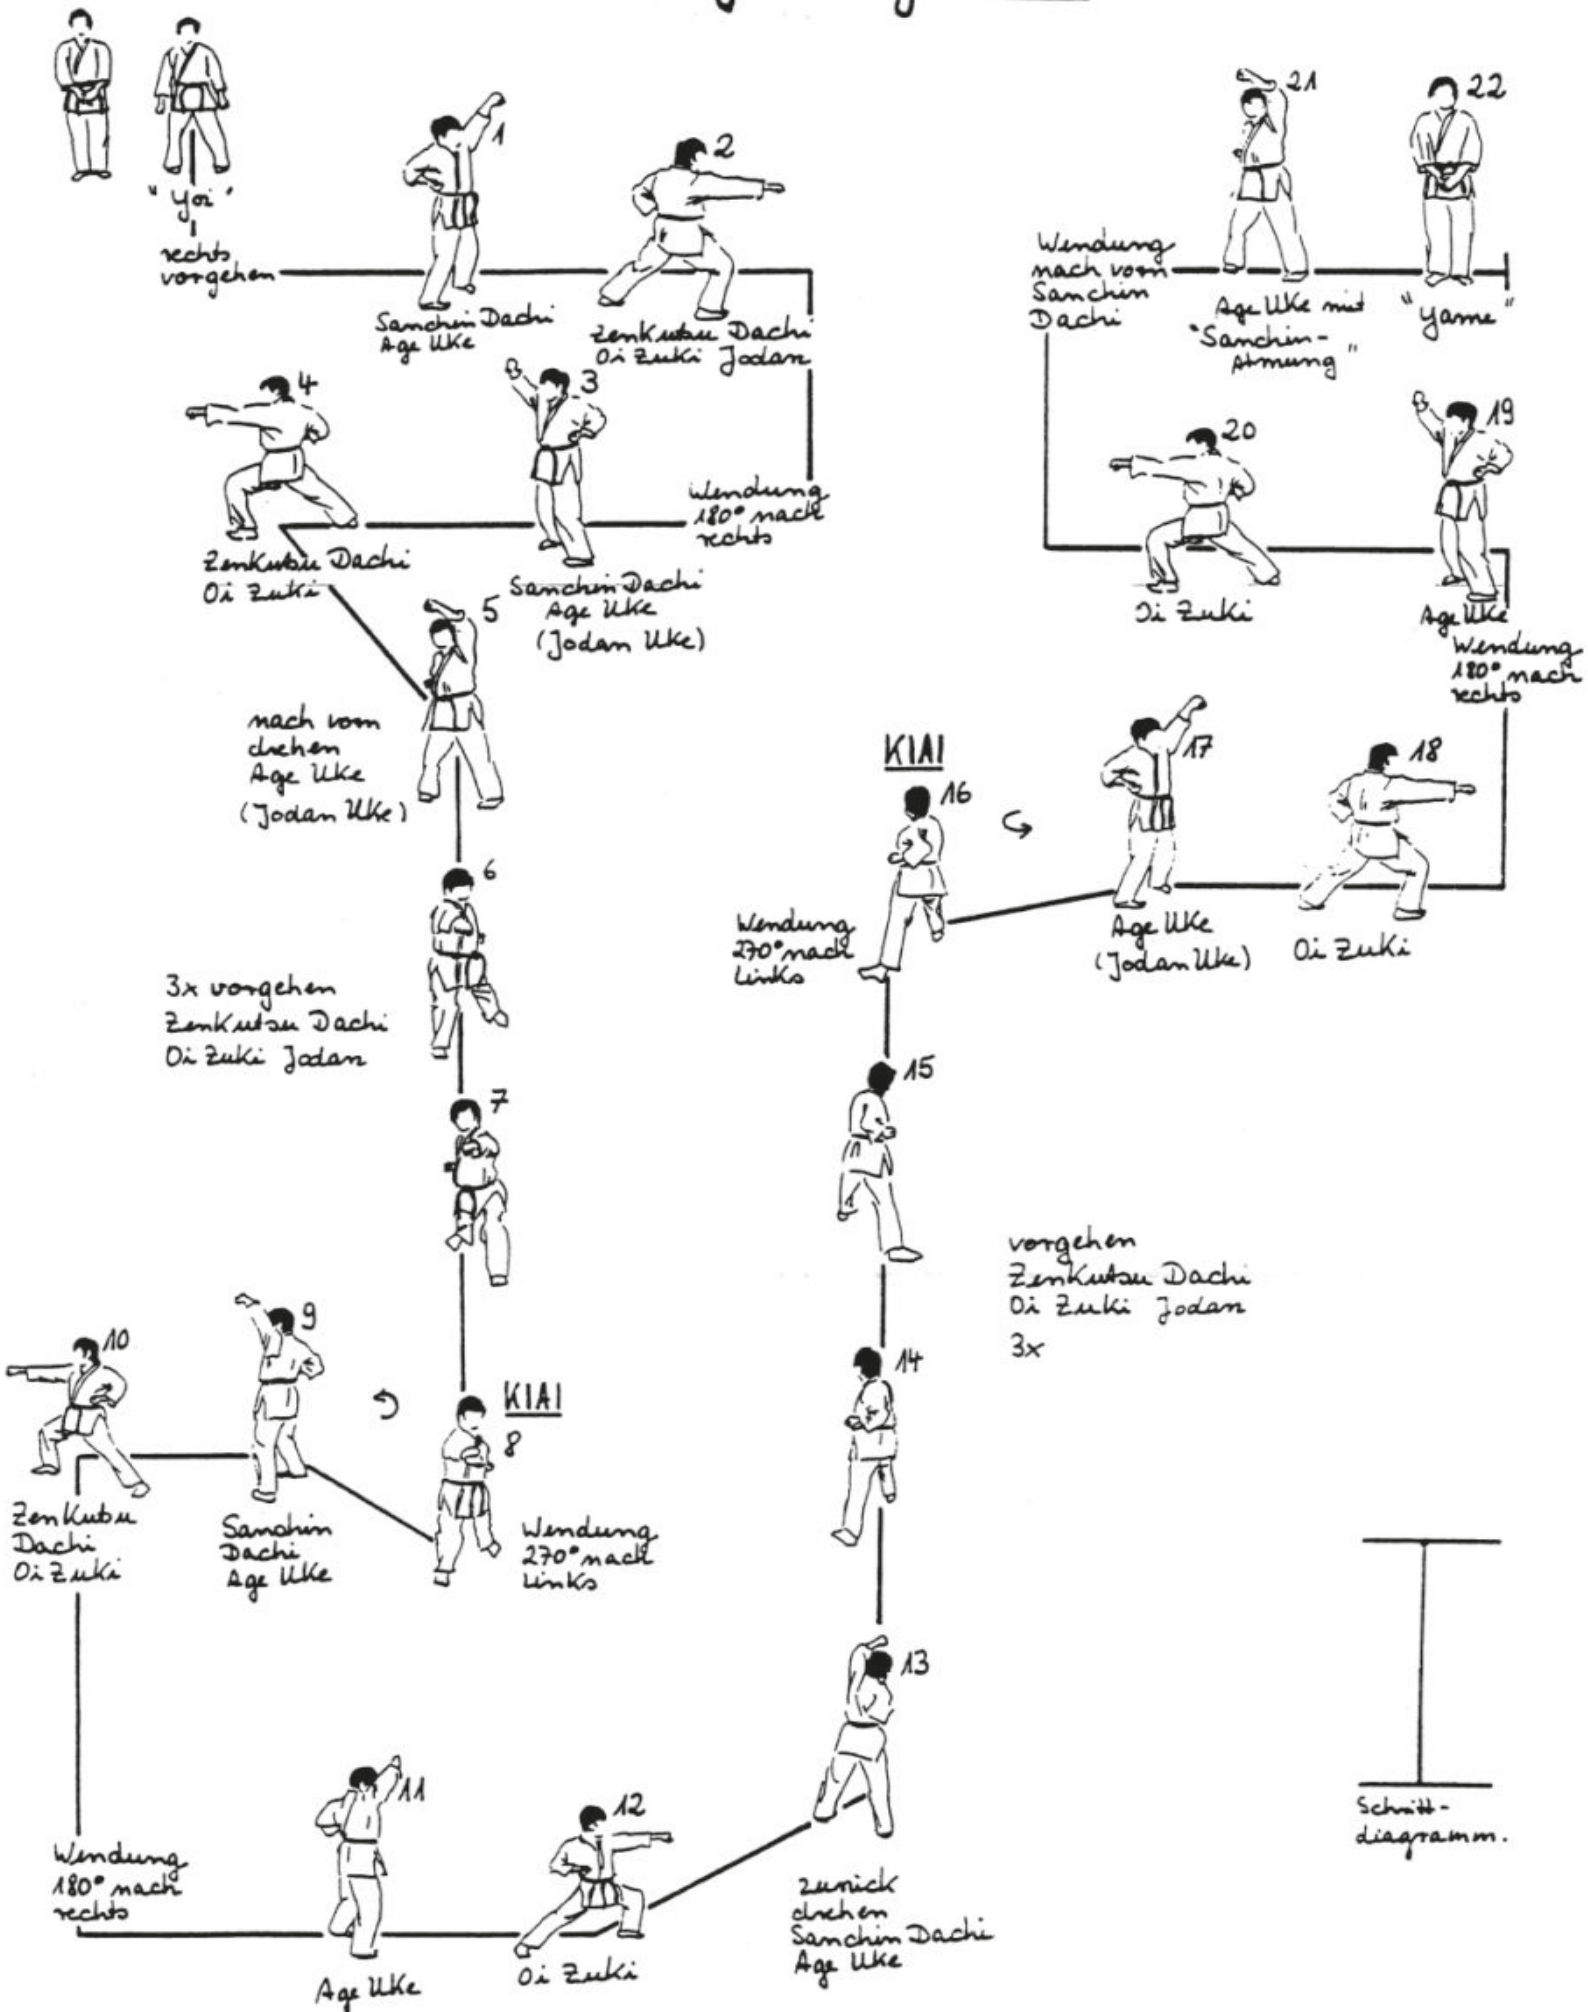 "Yoi"
rechts
vorgehen
1
Sanchin Dachi
Age Uke
2
Zenkutsu Dachi
Oi Zuki Jodan
Wendung
180° nach
rechts
3
Sanchin Dachi
Age Uke
(Jodan Uke)
4
Zenkutsu Dachi
Oi Zuki
5
nach vorn
drehen
Age Uke
(Jodan Uke)
6
3x vorgehen
Zenkutsu Dachi
Oi Zuki Jodan
7
KIAI
8
Wendung
270° nach
Links
9
Sanchin
Dachi
Age Uke
10
Zenkutsu
Dachi
Oi Zuki
Wendung
180° nach
rechts
11
Age Uke
12
Oi Zuki
13
zurück
drehen
Sanchin Dachi
Age Uke
14
vorgehen
Zenkutsu Dachi
Oi Zuki Jodan
3x
15
KIAI
16
Wendung
270° nach
Links
17
Age Uke
(Jodan Uke)
18
Oi Zuki
Wendung
180° nach
rechts
19
Age Uke
20
Oi Zuki
Wendung
nach vorn
Sanchin
Dachi
21
Age Uke mit
"Sanchin-
Atmung"
22
"Yame"
Schritt-
diagramm.